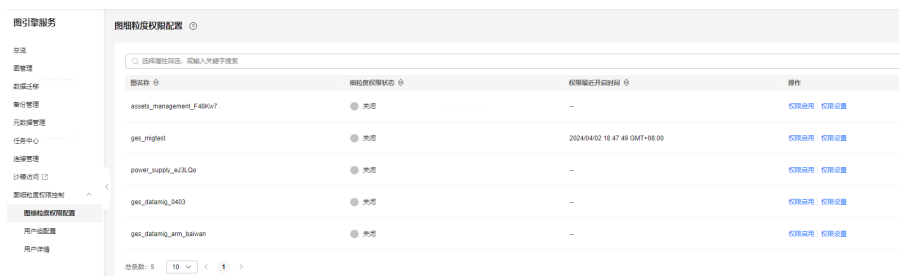 图引擎服务
总览
图管理
数据迁移
备份管理
元数据管理
任务中心
连接管理
沙箱访问
图细粒度权限控制
图细粒度权限配置
用户组配置
用户详情
图细粒度权限配置
选择属性筛选，或输入关键字搜索
图名称 细粒度权限状态 权限最近开启时间 操作
assets_management_F46Kw7 关闭 -- 权限启用 | 权限设置
ges_migtest 关闭 2024/04/02 18:47:49 GMT+08:00 权限启用 | 权限设置
power_supply_eJ3LQo 关闭 -- 权限启用 | 权限设置
ges_datamig_0403 关闭 -- 权限启用 | 权限设置
ges_datamig_arm_baiwan 关闭 -- 权限启用 | 权限设置
总条数: 5 10 < 1 >